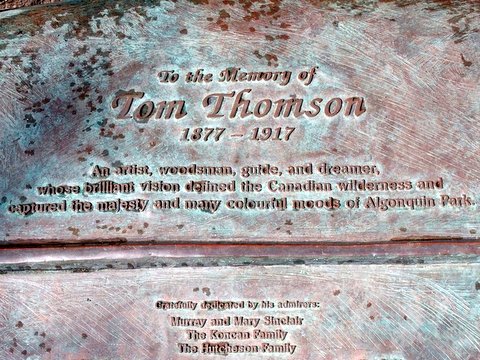 To the Memory of
Tom Thomson
1877 – 1917
An artist, woodsman, guide, and dreamer,
whose brilliant vision defined the Canadian wilderness and
captured the majesty and many colourful moods of Algonquin Park.
Gratefully dedicated by his admirers:
Murray and Mary Sinclair
The Koncan Family
The Hutcheson Family